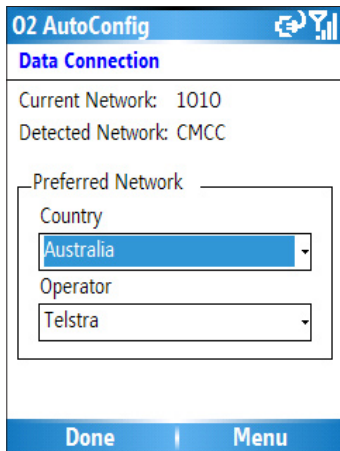 O2 AutoConfig
Data Connection
Current Network: 1010
Detected Network: CMCC
Preferred Network
Country
Australia
Operator
Telstra
Done Menu